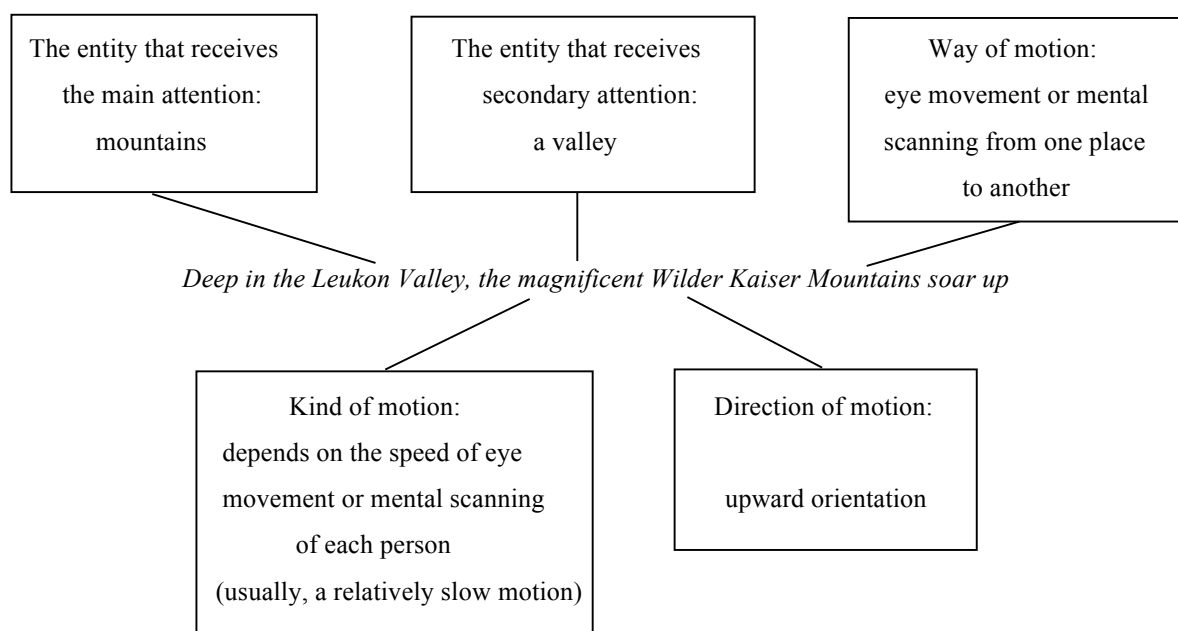 The entity that receives
the main attention:
mountains
The entity that receives
secondary attention:
a valley
Way of motion:
eye movement or mental
scanning from one place
to another
Deep in the Leukon Valley, the magnificent Wilder Kaiser Mountains soar up
Kind of motion:
depends on the speed of eye
movement or mental scanning
of each person
(usually, a relatively slow motion)
Direction of motion:
upward orientation